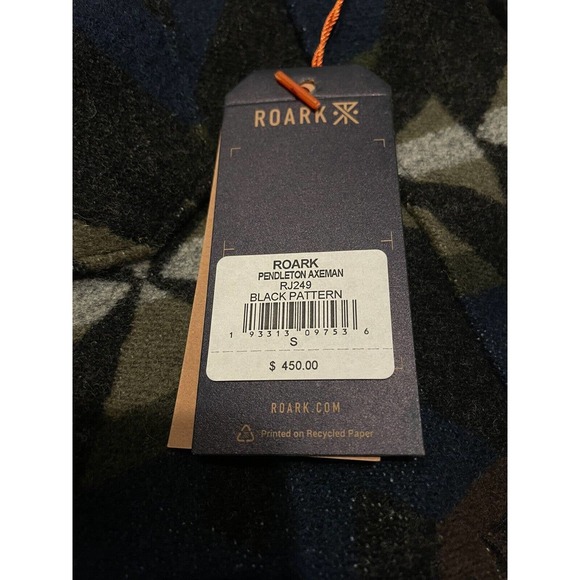 ROARK
ROARK
PENDLETON AXEMAN
RJ249
BLACK PATTERN
1 93313 09753 6
S
$ 450.00
ROARK.COM
Printed on Recycled Paper